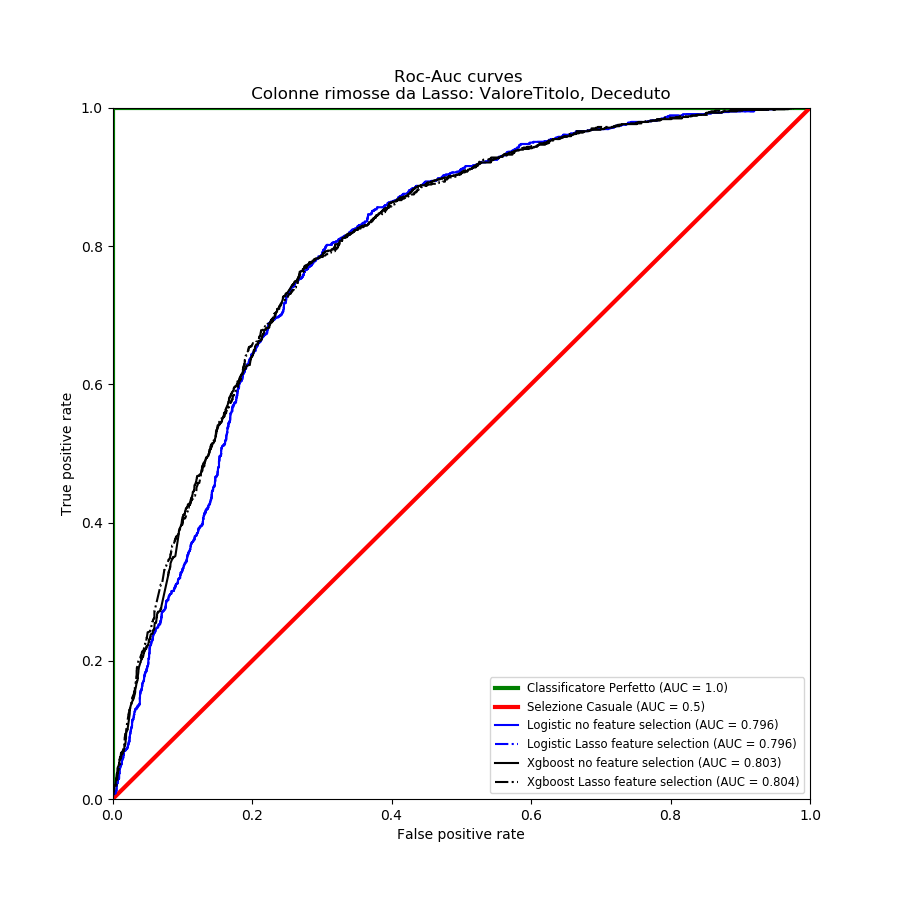 Roc-Auc curves
Colonne rimosse da Lasso: ValoreTitolo, Deceduto
1.0
0.8
0.6
0.4
0.2
0.0
True positive rate
0.0 0.2 0.4 0.6 0.8 1.0
False positive rate
Classificatore Perfetto (AUC = 1.0)
Selezione Casuale (AUC = 0.5)
Logistic no feature selection (AUC = 0.796)
Logistic Lasso feature selection (AUC = 0.796)
Xgboost no feature selection (AUC = 0.803)
Xgboost Lasso feature selection (AUC = 0.804)